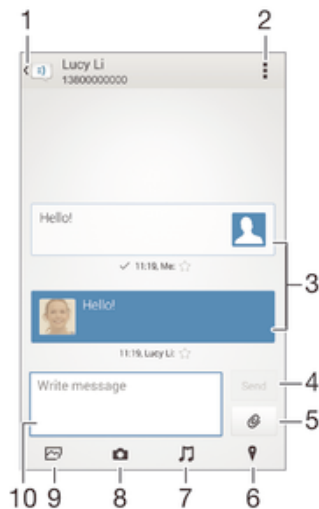 1
2
Lucy Li
13800000000
Hello!
11:19, Me:
3
Hello!
11:19, Lucy Li:
Write message
Send
4
5
10 9 8 7 6